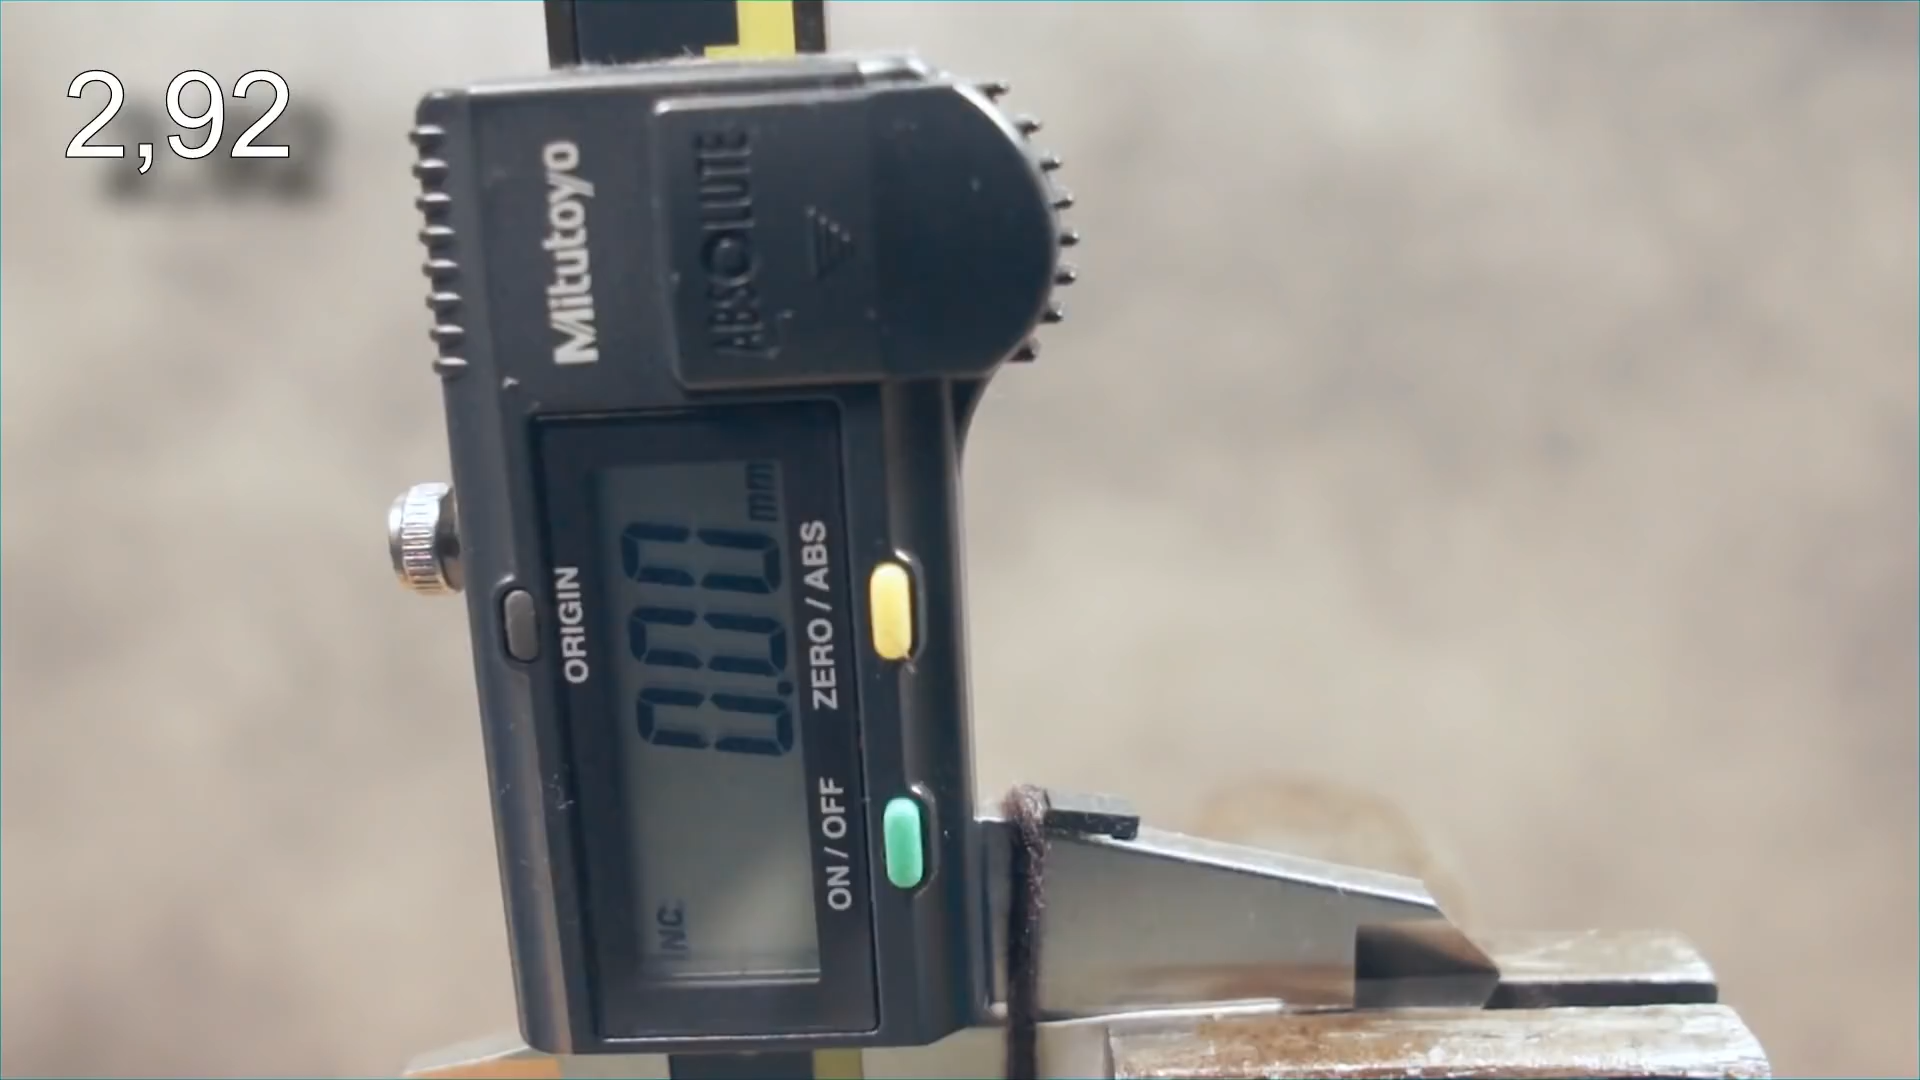 2,92
Mitutoyo
ABSOLUTE
ORIGIN
0.00 mm
INC
ZERO / ABS
ON / OFF